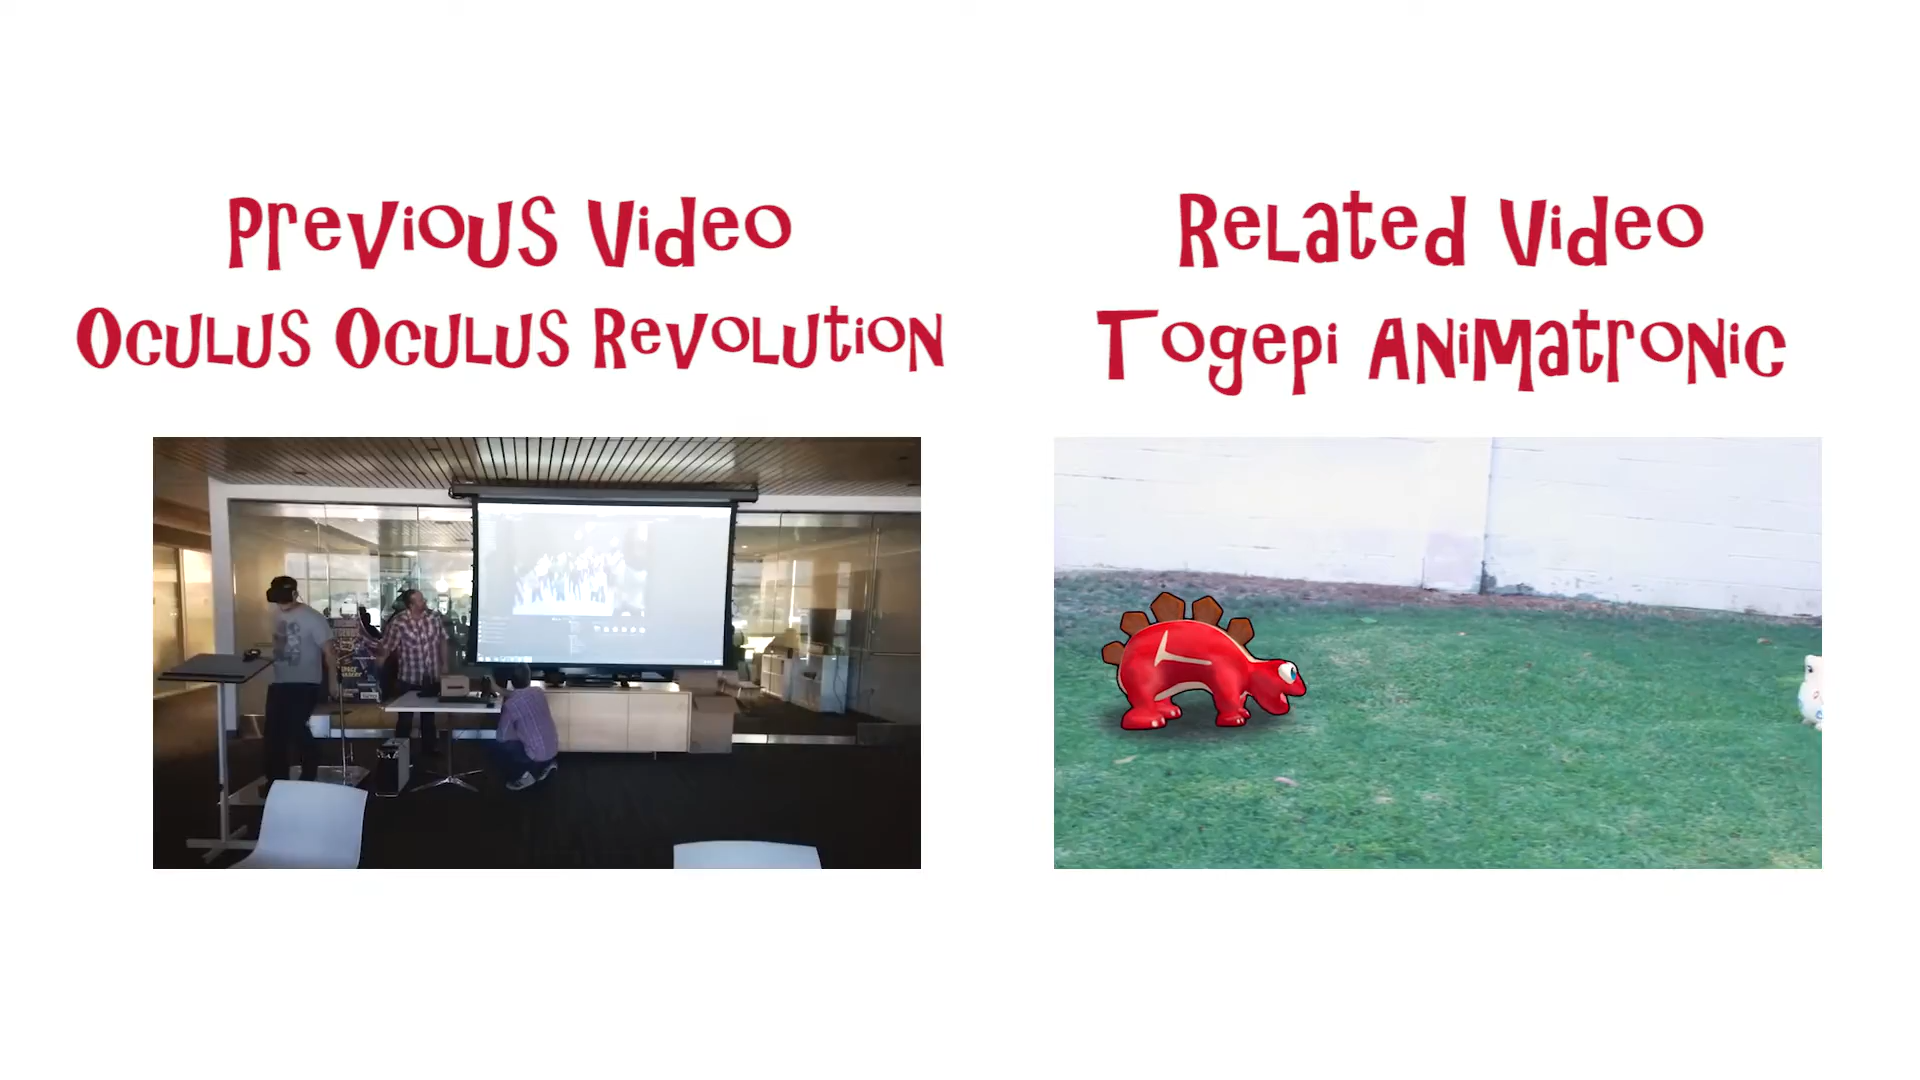 Previous Video
Oculus Oculus Revolution
Related Video
Togepi Animatronic